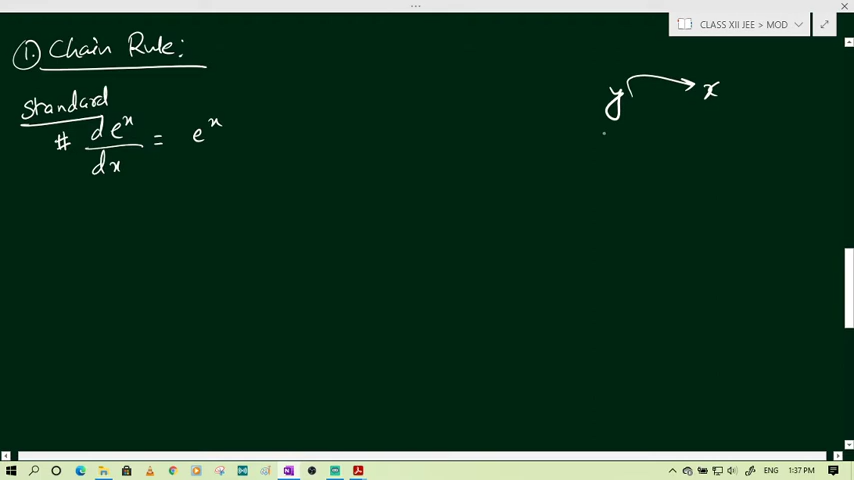 CLASS XII JEE > MOD
① Chain Rule:
Standard
# de^x/dx = e^x
y → x
ENG 1:37 PM